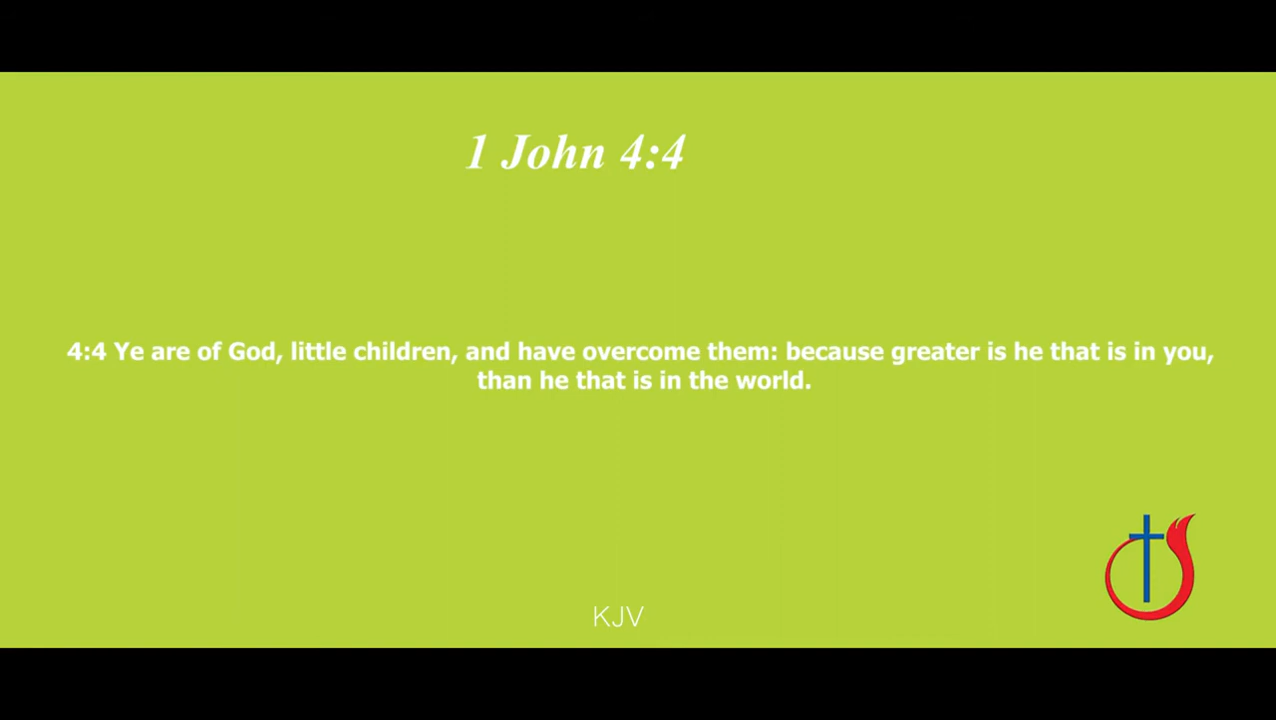 1 John 4:4
4:4 Ye are of God, little children, and have overcome them: because greater is he that is in you,
than he that is in the world.
KJV